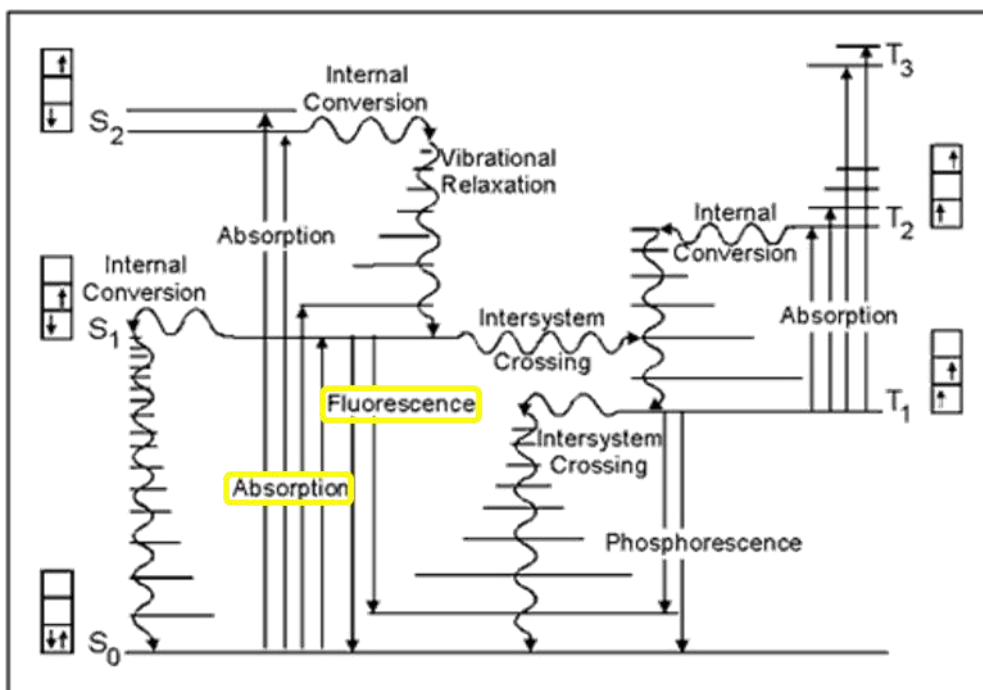 T3
Internal
Conversion
S2
Vibrational
Relaxation
Internal
Conversion
T2
Absorption
Internal
Conversion
S1
Intersystem
Crossing
Absorption
Fluorescence
T1
Intersystem
Crossing
Absorption
Phosphorescence
S0